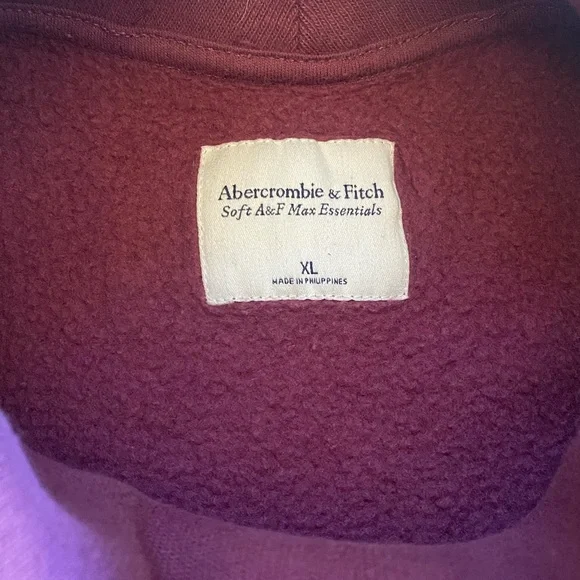 Abercrombie & Fitch
Soft A&F Max Essentials
XL
MADE IN PHILIPPINES